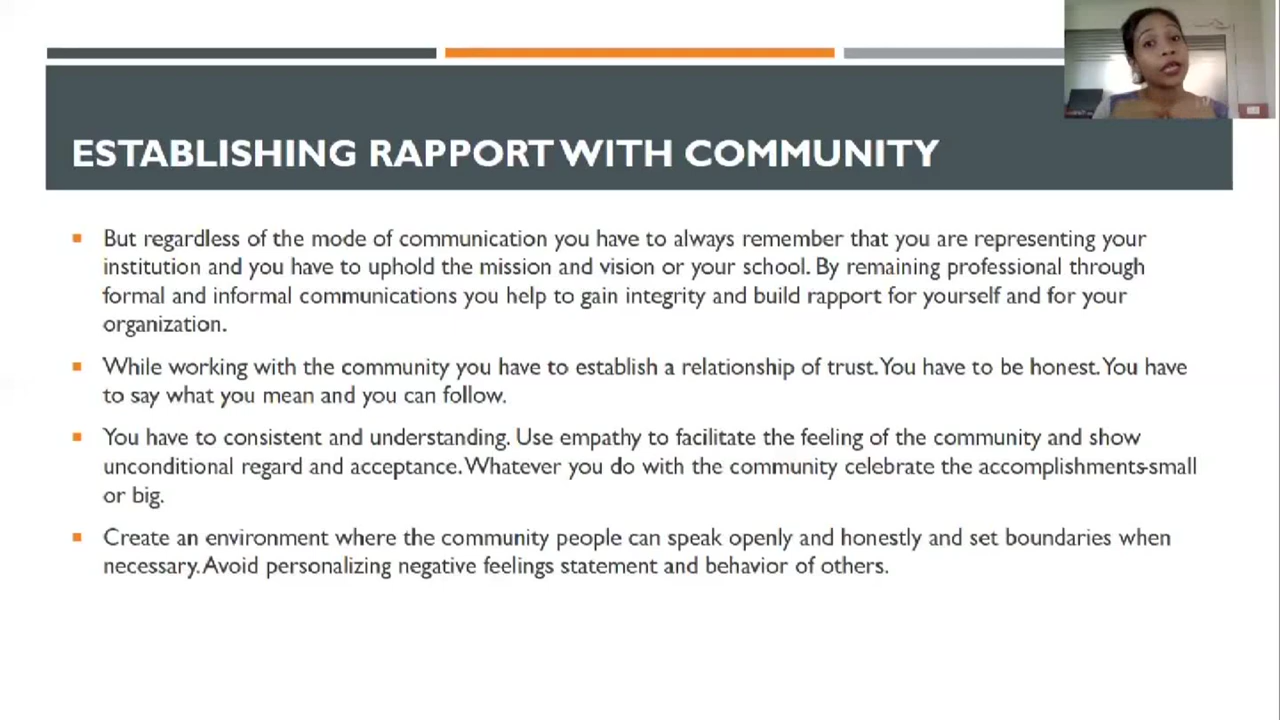 ESTABLISHING RAPPORT WITH COMMUNITY
But regardless of the mode of communication you have to always remember that you are representing your
institution and you have to uphold the mission and vision or your school. By remaining professional through
formal and informal communications you help to gain integrity and build rapport for yourself and for your
organization.
While working with the community you have to establish a relationship of trust. You have to be honest. You have
to say what you mean and you can follow.
You have to consistent and understanding. Use empathy to facilitate the feeling of the community and show
unconditional regard and acceptance. Whatever you do with the community celebrate the accomplishments-small
or big.
Create an environment where the community people can speak openly and honestly and set boundaries when
necessary. Avoid personalizing negative feelings statement and behavior of others.